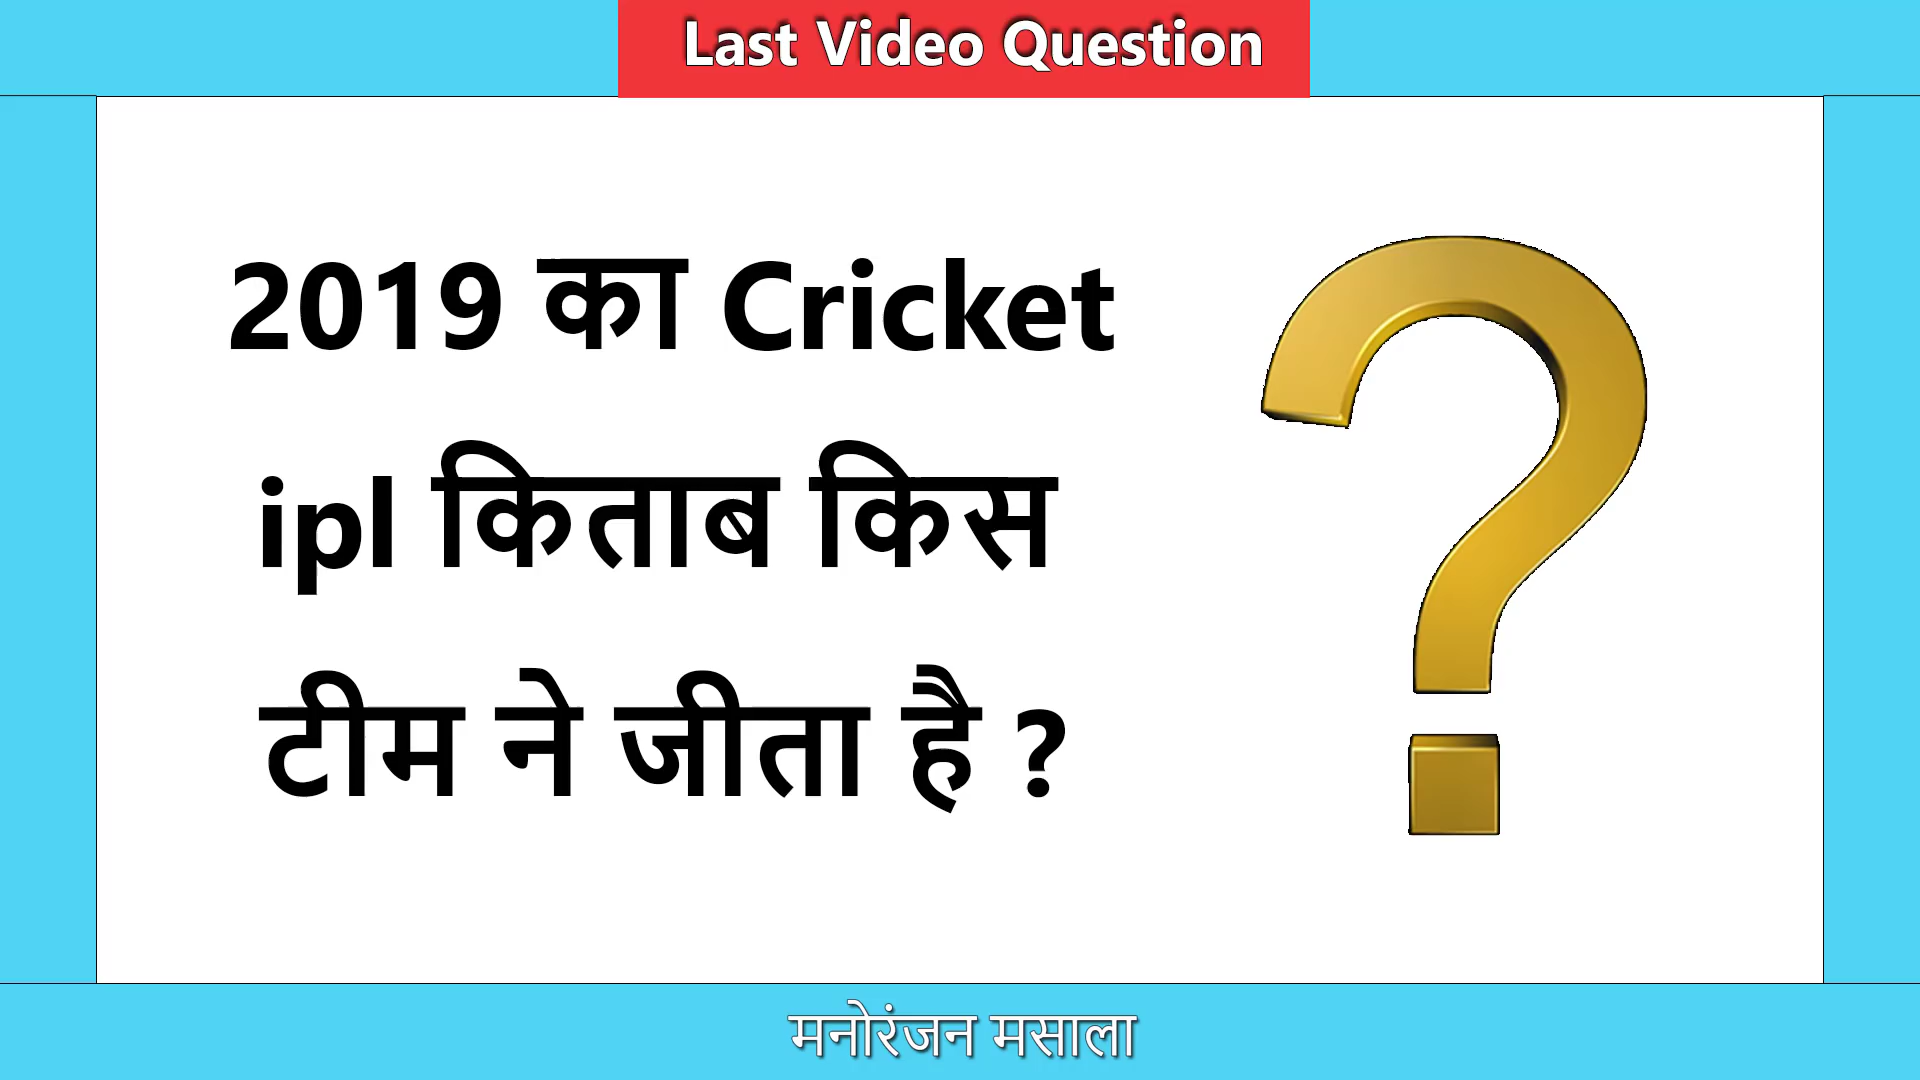 Last Video Question
2019 का Cricket
ipl किताब किस
टीम ने जीता है ?
मनोरंजन मसाला